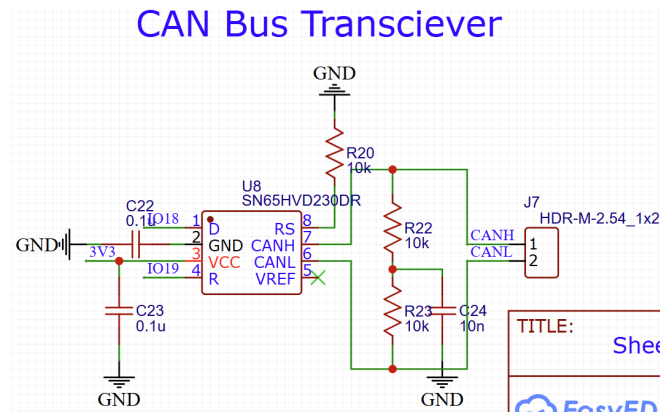 CAN Bus Transciever
GND
R20
10k
U8
SN65HVD230DR
J7
HDR-M-2.54_1x2
C22
0.1u
IO18
1
D
RS
8
R22
10k
GND
2
GND
CANH
7
CANH
1
3V3
3
VCC
CANL
6
CANL
2
IO19
4
R
VREF
5
C23
0.1u
R23
10k
C24
10n
TITLE:
Shee
GND
GND
EasyED